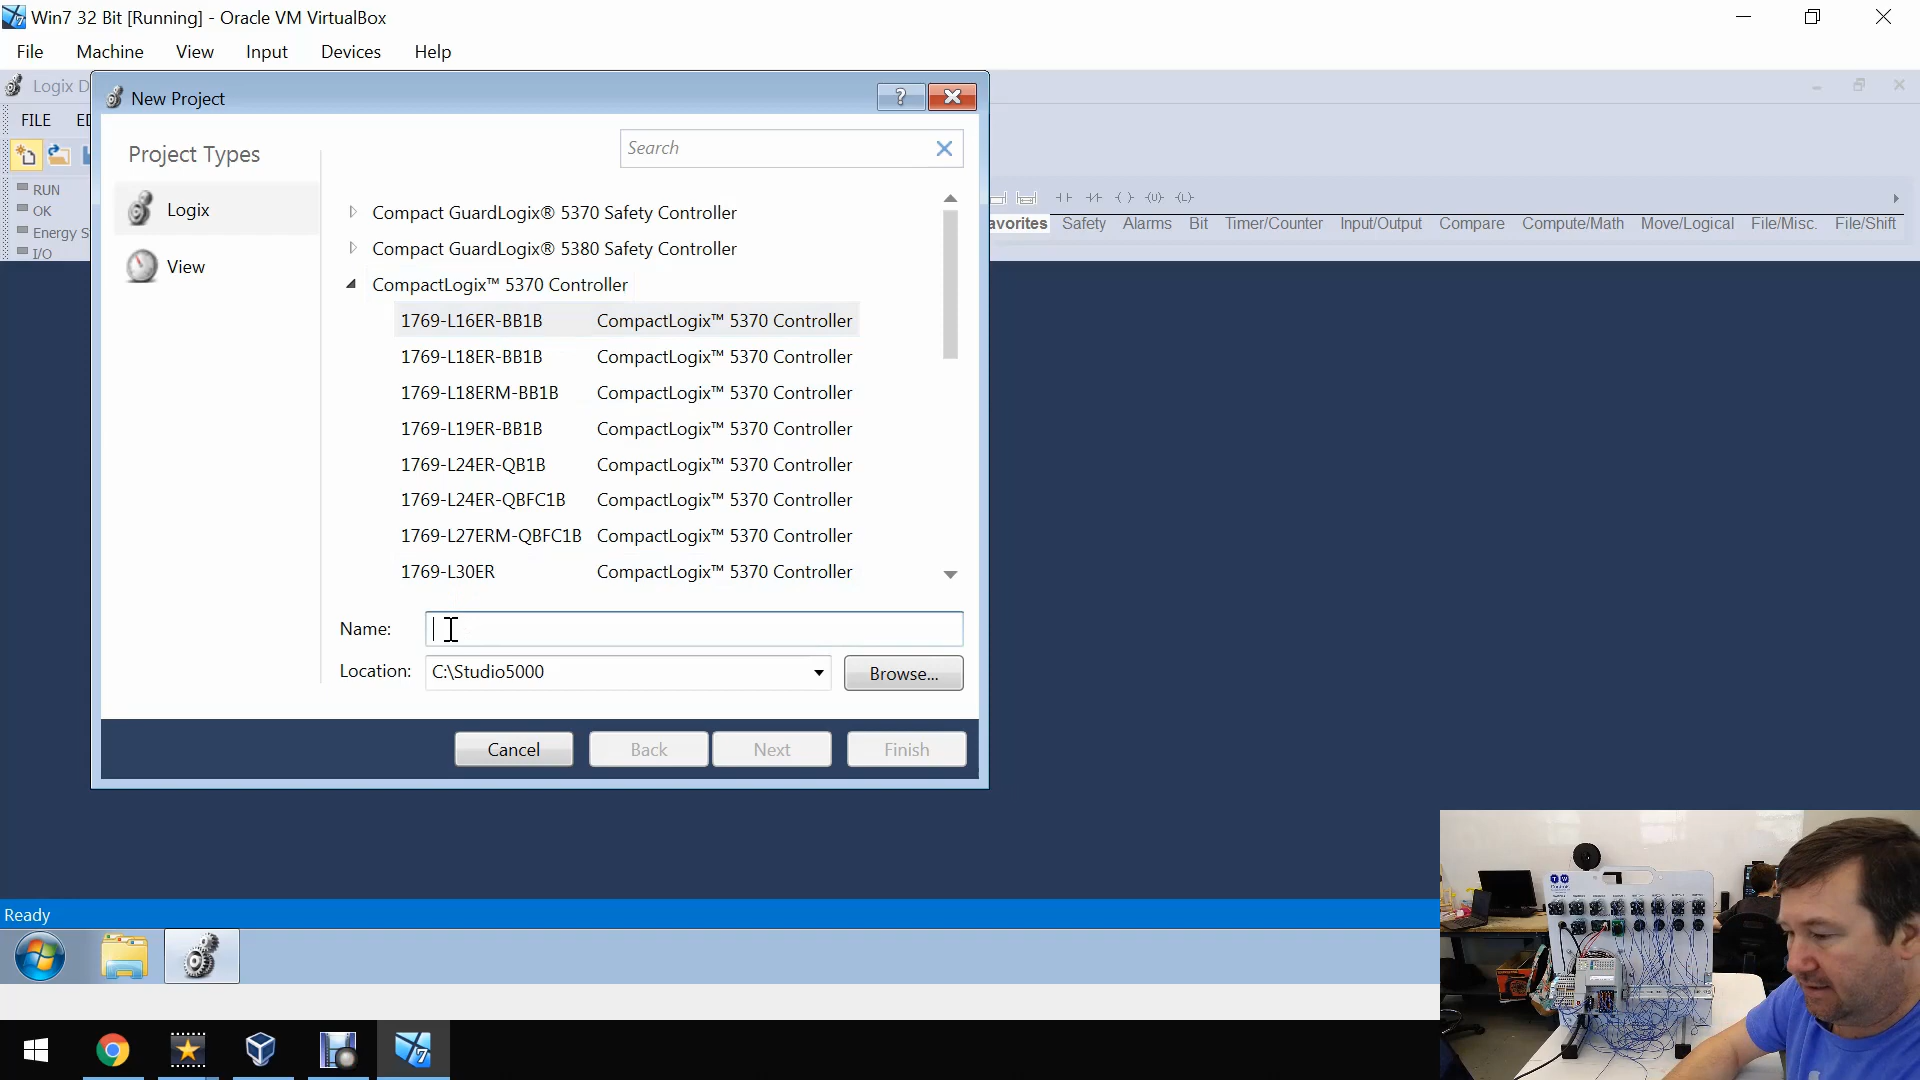 Win7 32 Bit [Running] - Oracle VM VirtualBox
File Machine View Input Devices Help
Logix D
New Project
?
FILE ED
RUN
OK
Energy S
I/O
Project Types
Logix
View
Search
Compact GuardLogix® 5370 Safety Controller
Compact GuardLogix® 5380 Safety Controller
CompactLogix™ 5370 Controller
1769-L16ER-BB1B CompactLogix™ 5370 Controller
1769-L18ER-BB1B CompactLogix™ 5370 Controller
1769-L18ERM-BB1B CompactLogix™ 5370 Controller
1769-L19ER-BB1B CompactLogix™ 5370 Controller
1769-L24ER-QB1B CompactLogix™ 5370 Controller
1769-L24ER-QBFC1B CompactLogix™ 5370 Controller
1769-L27ERM-QBFC1B CompactLogix™ 5370 Controller
1769-L30ER CompactLogix™ 5370 Controller
Name:
Location: C:\Studio5000 Browse...
Cancel Back Next Finish
(U) (L)
avorites Safety Alarms Bit Timer/Counter Input/Output Compare Compute/Math Move/Logical File/Misc. File/Shift
Ready
T W
7